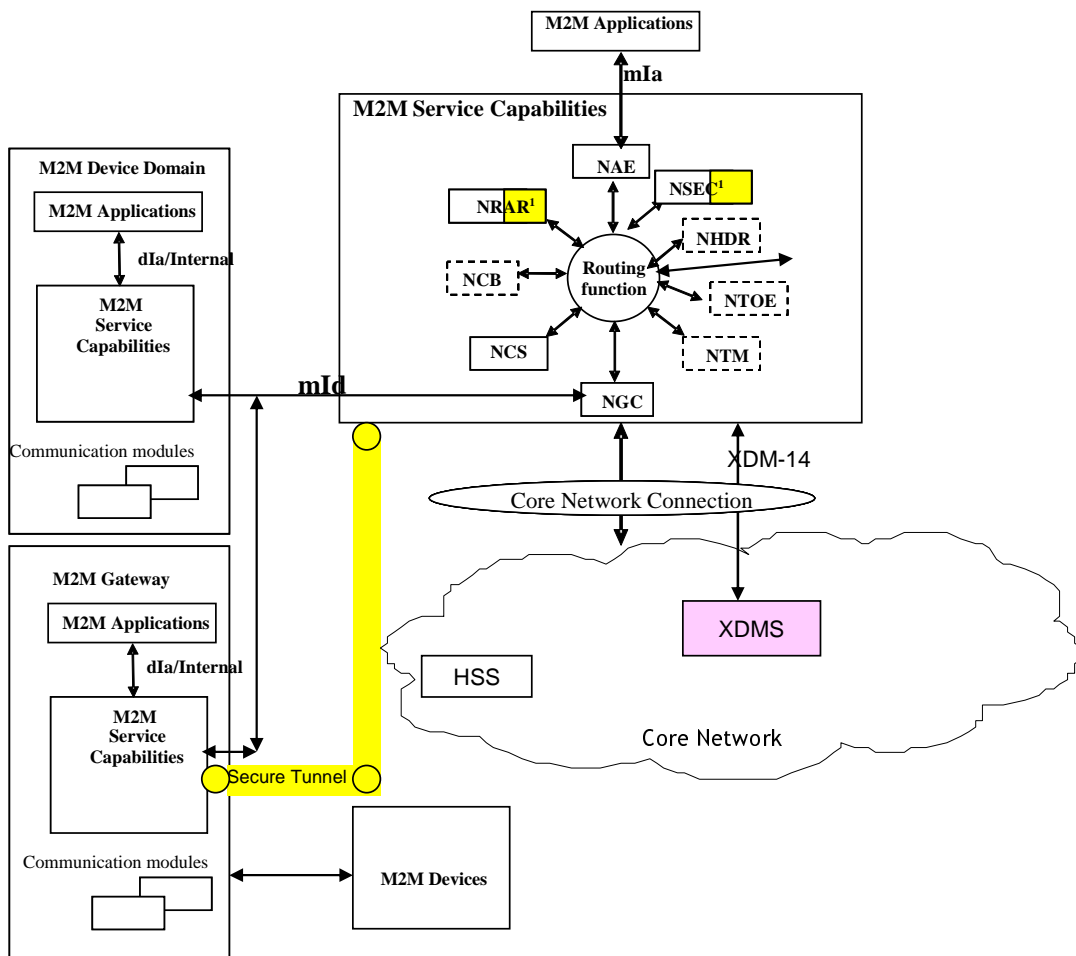 M2M Applications
mIa
M2M Service Capabilities
NAE
NSEC¹
NRAR¹
NHDR
Routing
function
NCB
NTOE
NCS
NTM
NGC
M2M Device Domain
M2M Applications
dIa/Internal
M2M
Service
Capabilities
mId
Communication modules
XDM-14
Core Network Connection
M2M Gateway
M2M Applications
dIa/Internal
M2M
Service
Capabilities
XDMS
HSS
Core Network
Secure Tunnel
Communication modules
M2M Devices